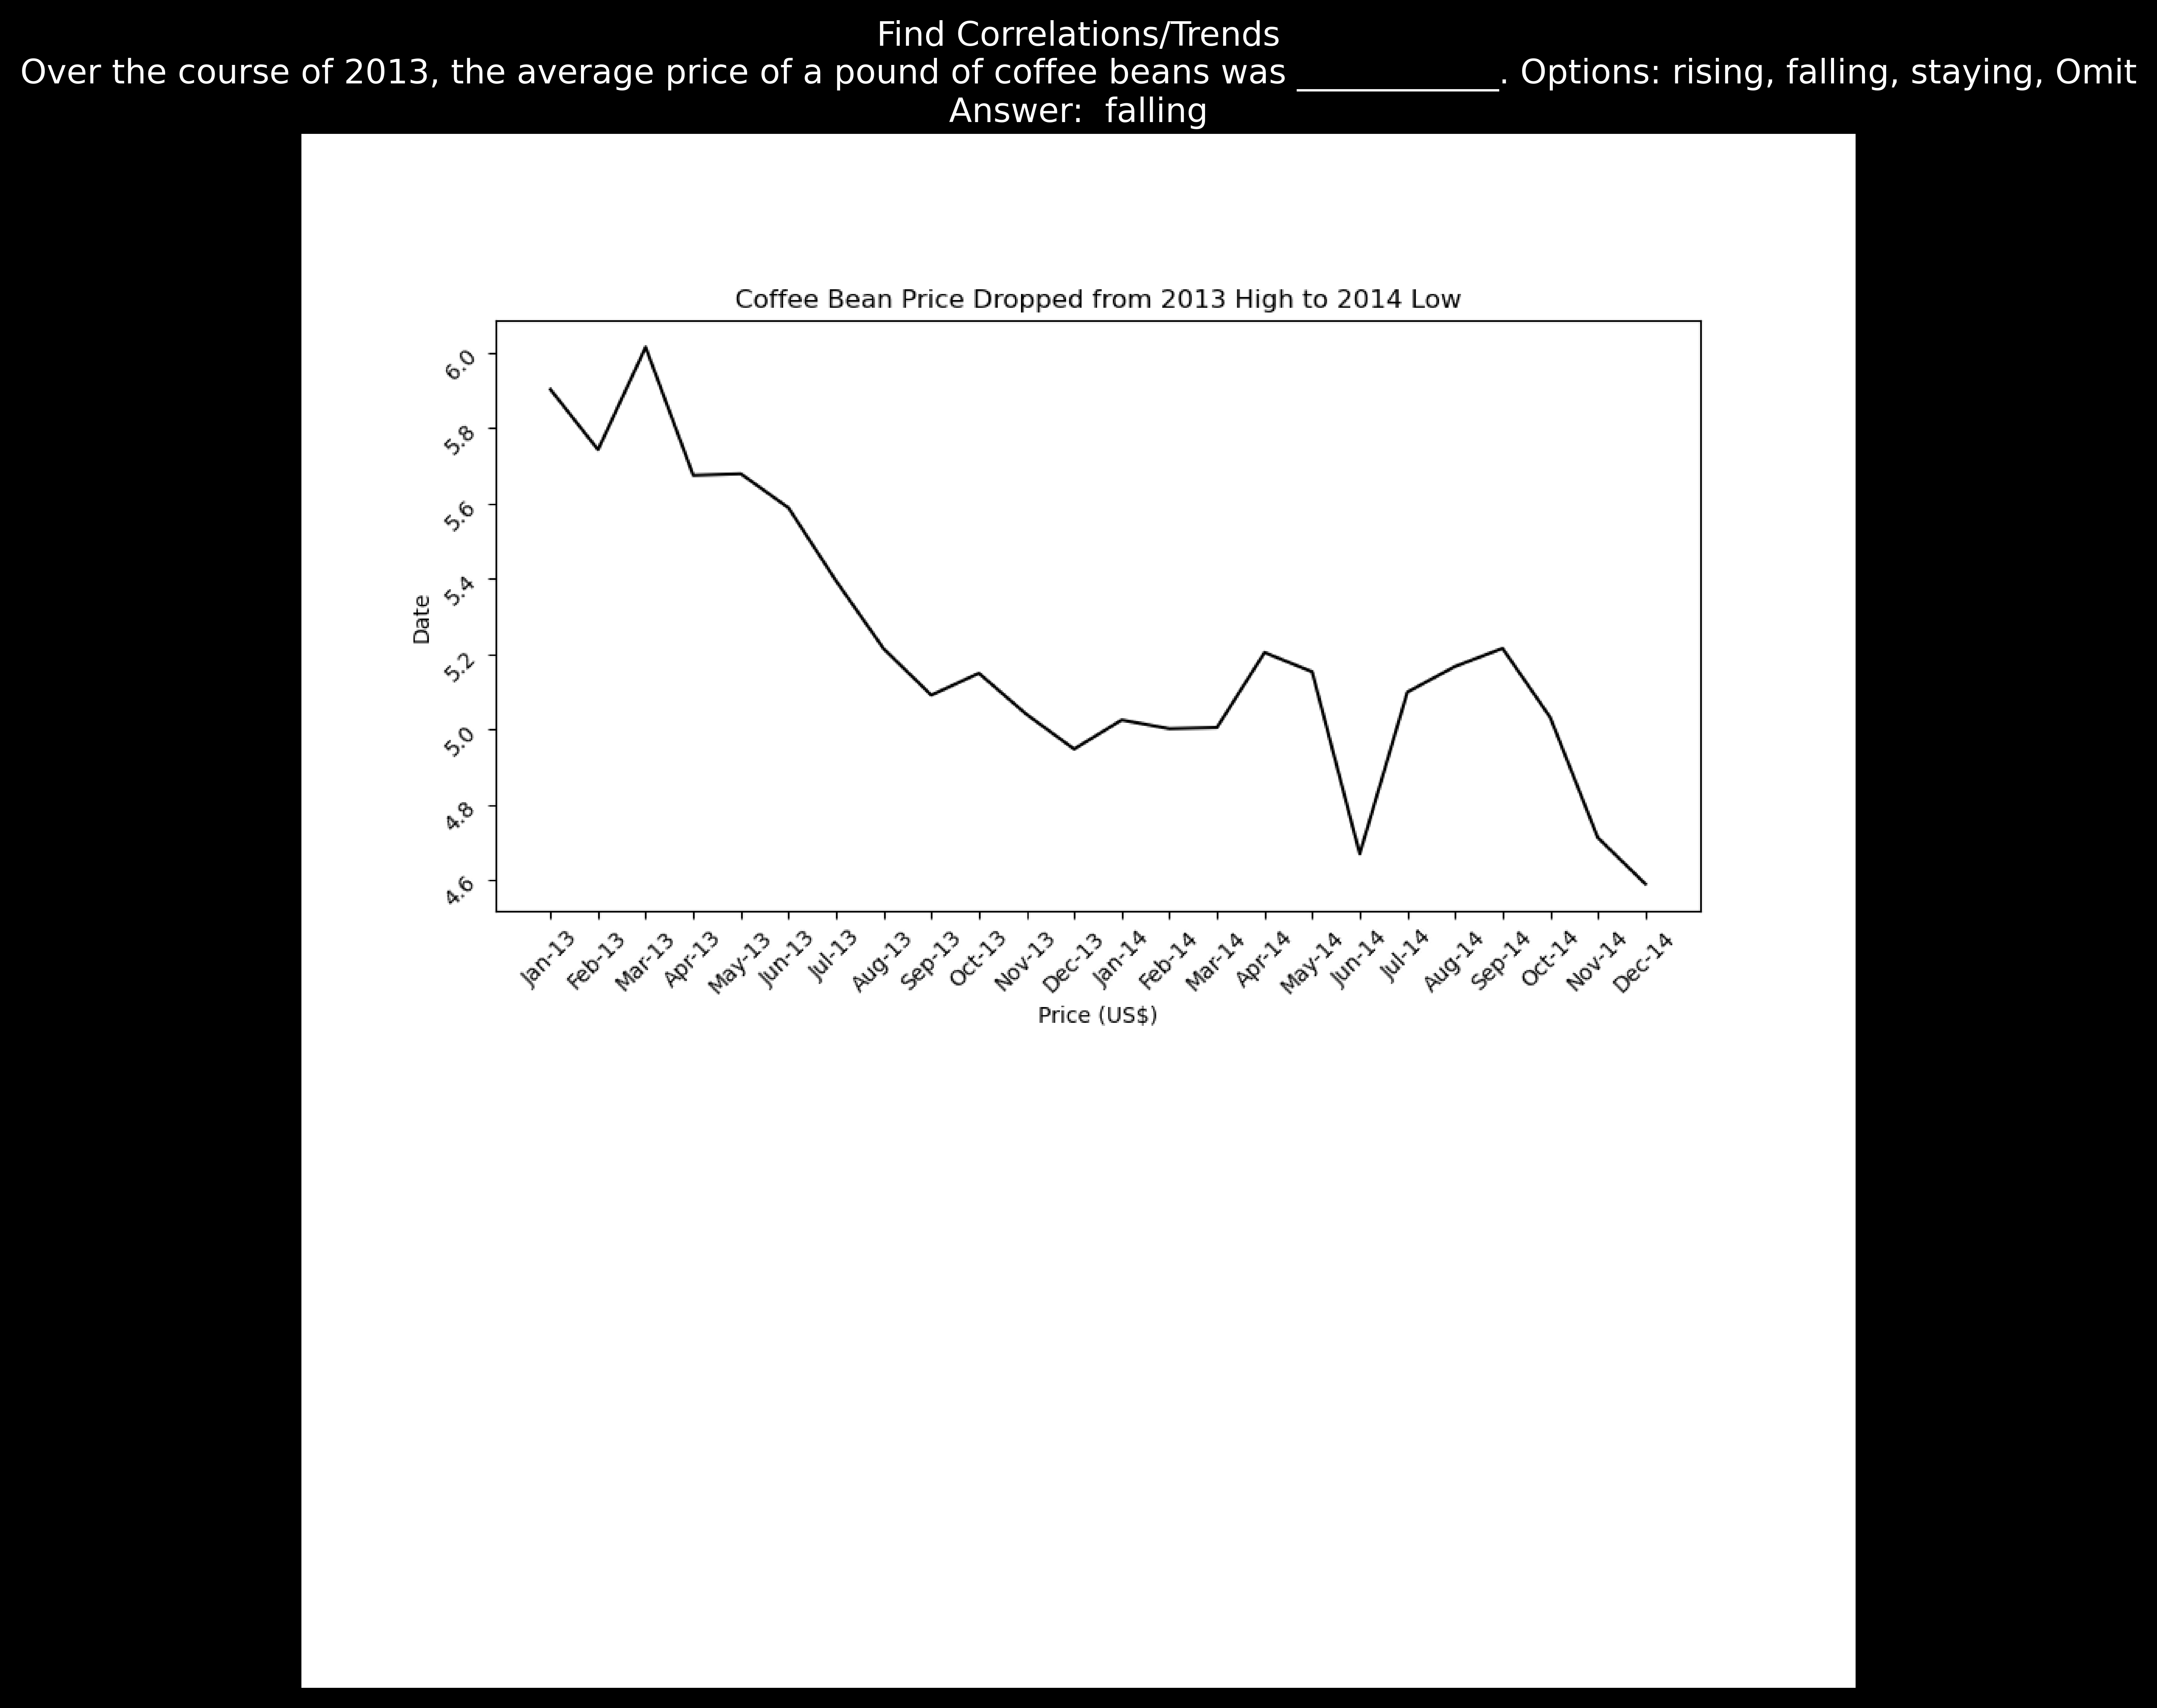 Find Correlations/Trends
Over the course of 2013, the average price of a pound of coffee beans was ____________. Options: rising, falling, staying, Omit
Answer:  falling
Coffee Bean Price Dropped from 2013 High to 2014 Low
6.0
5.8
5.6
5.4
5.2
5.0
4.8
4.6
Date
Jan-13
Feb-13
Mar-13
Apr-13
May-13
Jun-13
Jul-13
Aug-13
Sep-13
Oct-13
Nov-13
Dec-13
Jan-14
Feb-14
Mar-14
Apr-14
May-14
Jun-14
Jul-14
Aug-14
Sep-14
Oct-14
Nov-14
Dec-14
Price (US$)